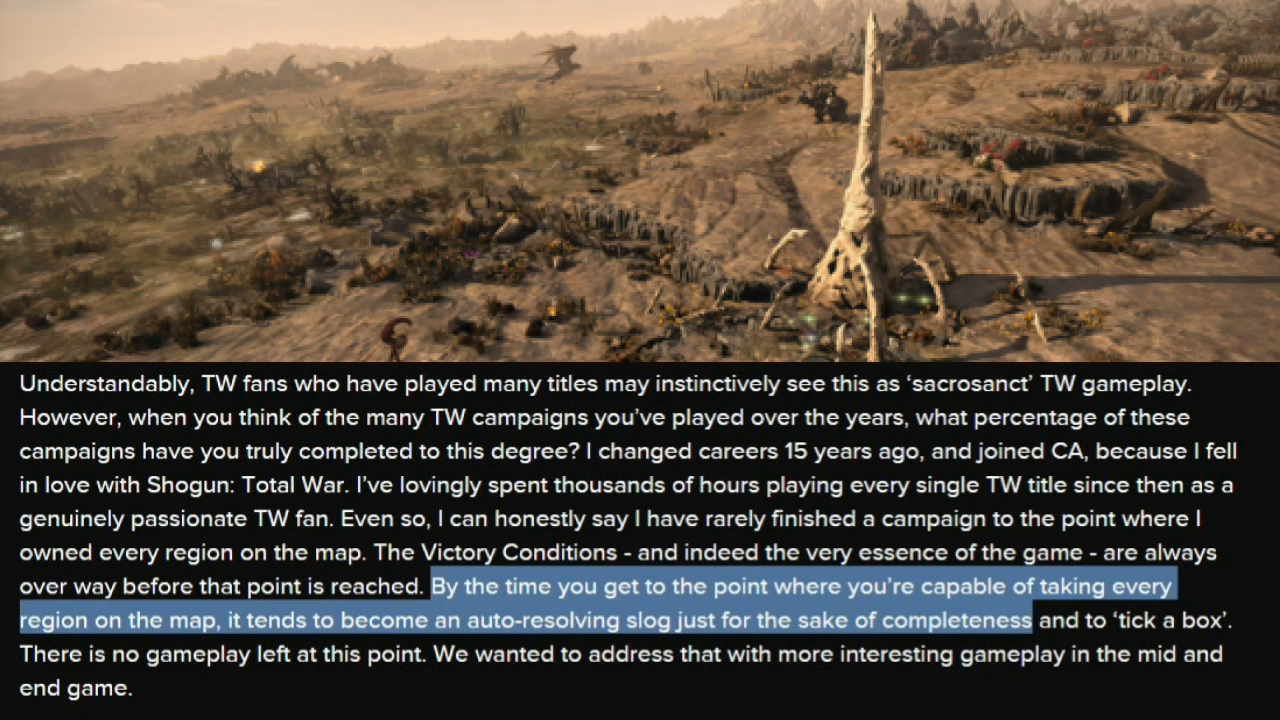 Understandably, TW fans who have played many titles may instinctively see this as ‘sacrosanct’ TW gameplay.
However, when you think of the many TW campaigns you’ve played over the years, what percentage of these
campaigns have you truly completed to this degree? I changed careers 15 years ago, and joined CA, because I fell
in love with Shogun: Total War. I’ve lovingly spent thousands of hours playing every single TW title since then as a
genuinely passionate TW fan. Even so, I can honestly say I have rarely finished a campaign to the point where I
owned every region on the map. The Victory Conditions - and indeed the very essence of the game - are always
over way before that point is reached. By the time you get to the point where you’re capable of taking every
region on the map, it tends to become an auto-resolving slog just for the sake of completeness and to ‘tick a box’.
There is no gameplay left at this point. We wanted to address that with more interesting gameplay in the mid and
end game.